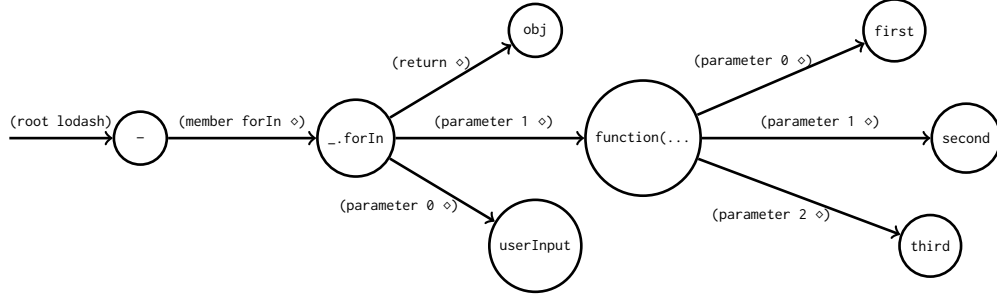 (root lodash)
–
(member forIn ⋄)
_.forIn
(return ⋄)
obj
(parameter 1 ⋄)
function(...
(parameter 0 ⋄)
userInput
(parameter 0 ⋄)
first
(parameter 1 ⋄)
second
(parameter 2 ⋄)
third